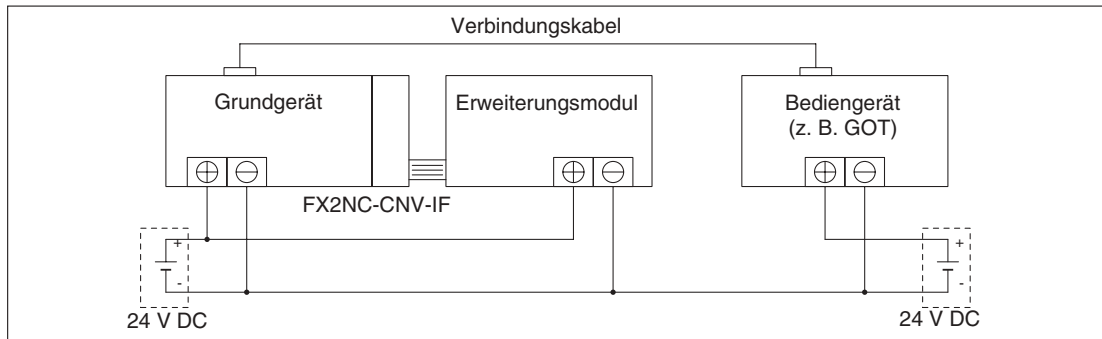 Verbindungskabel
Grundgerät
Erweiterungsmodul
Bediengerät
(z. B. GOT)
FX2NC-CNV-IF
+
-
24 V DC
+
-
24 V DC